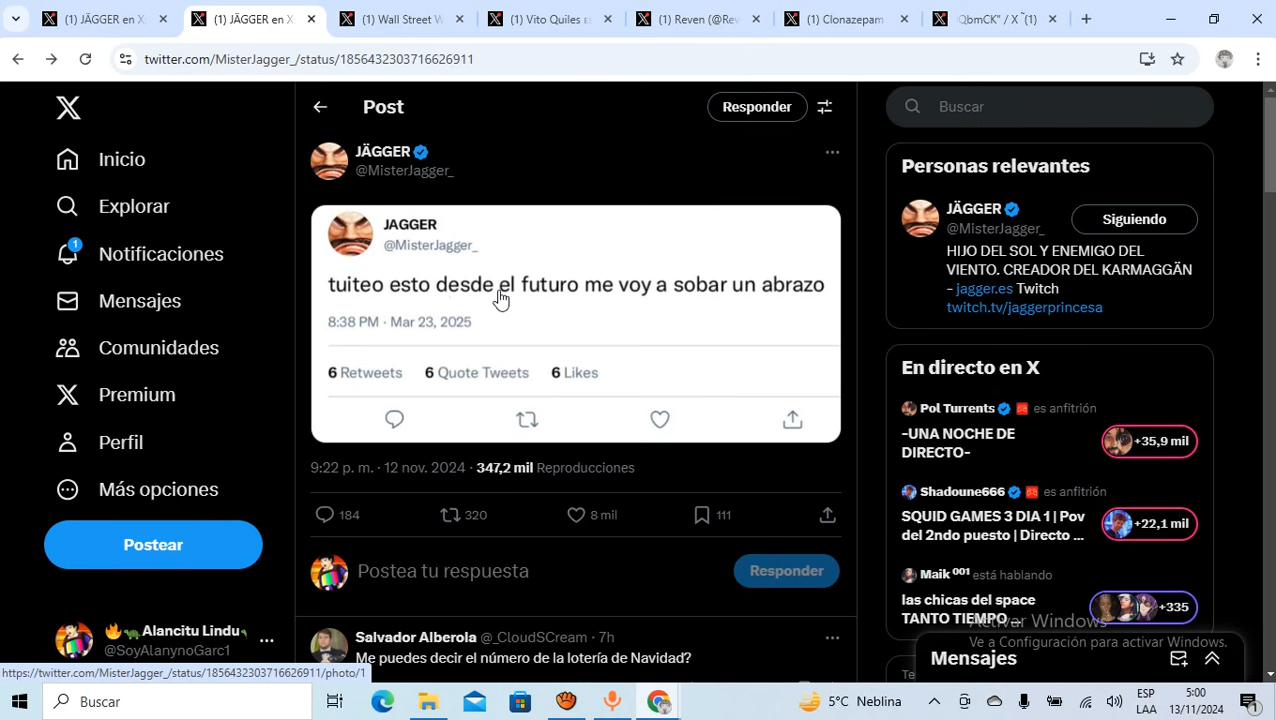 (1) JÄGGER en X
(1) JÄGGER en X
(1) Wall Street W
(1) Vito Quiles
(1) Reven (@Rev
(1) Clonazepam
QbmCK" / X
(1)
twitter.com/MisterJagger_/status/1856432303716626911
Inicio
Explorar
1
Notificaciones
Mensajes
Comunidades
Premium
Perfil
Más opciones
Postear
Alancitu Lindu
@SoyAlanynoGarc1
Post
Responder
JÄGGER
@MisterJagger_
JAGGER
@MisterJagger_
tuiteo esto desde el futuro me voy a sobar un abrazo
8:38 PM · Mar 23, 2025
6 Retweets 6 Quote Tweets 6 Likes
9:22 p. m. · 12 nov. 2024 347,2 mil Reproducciones
184 320 8 mil 111
Postea tu respuesta
Responder
Salvador Alberola @_CloudSCream · 7h
Me puedes decir el número de la lotería de Navidad?
Buscar
Personas relevantes
JÄGGER
@MisterJagger_
Siguiendo
HIJO DEL SOL Y ENEMIGO DEL
VIENTO. CREADOR DEL KARMAGGÄN
- jagger.es Twitch
twitch.tv/jaggerprincesa
En directo en X
Pol Turrents es anfitrión
-UNA NOCHE DE
DIRECTO-
+35,9 mil
Shadoune666 es anfitrión
SQUID GAMES 3 DIA 1 | Pov
del 2ndo puesto | Directo ...
+22,1 mil
Maik 001 está hablando
las chicas del space
TANTO TIEMPO ...
+335
Activar Windows
Ve a Configuración para activar Windows.
Mensajes
https://twitter.com/MisterJagger_/status/1856432303716626911/photo/1
Buscar
5°C Neblina
ESP
LAA
5:00
13/11/2024
1